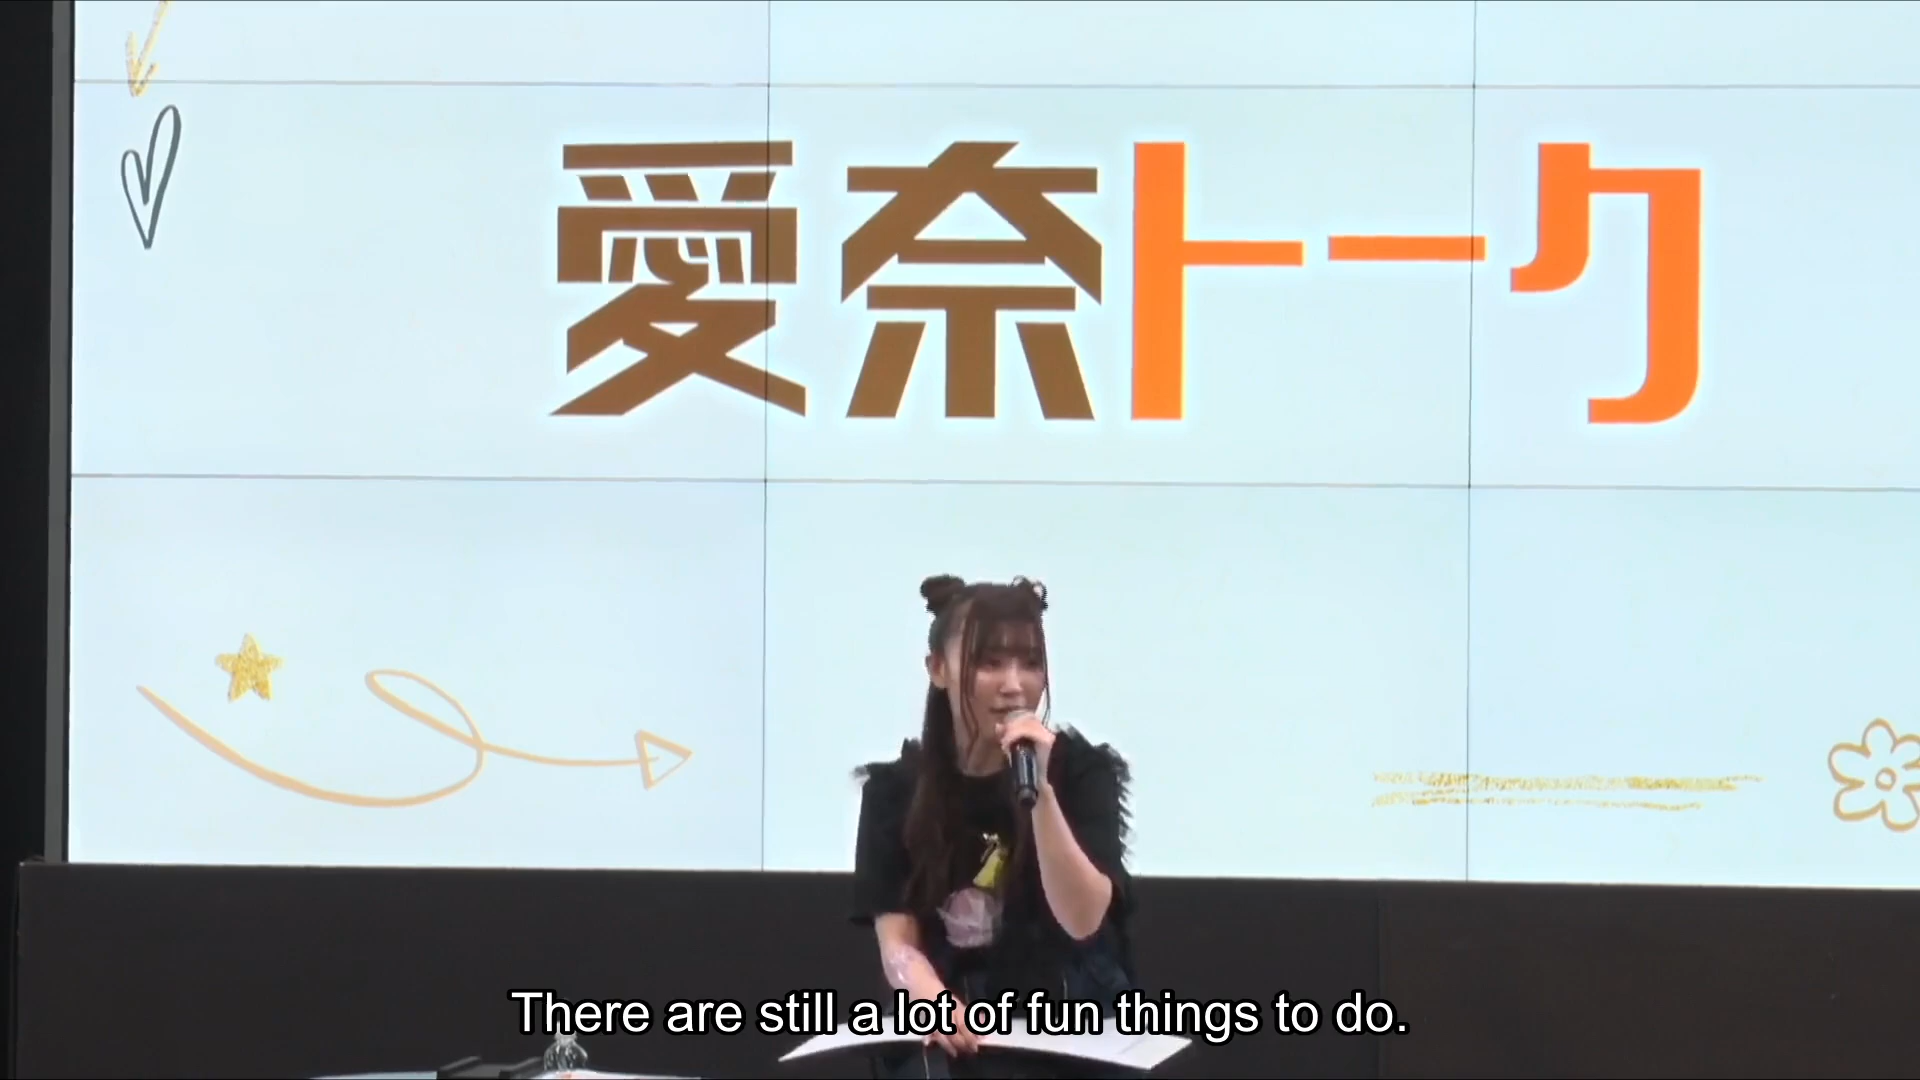 愛奈トーク
There are still a lot of fun things to do.